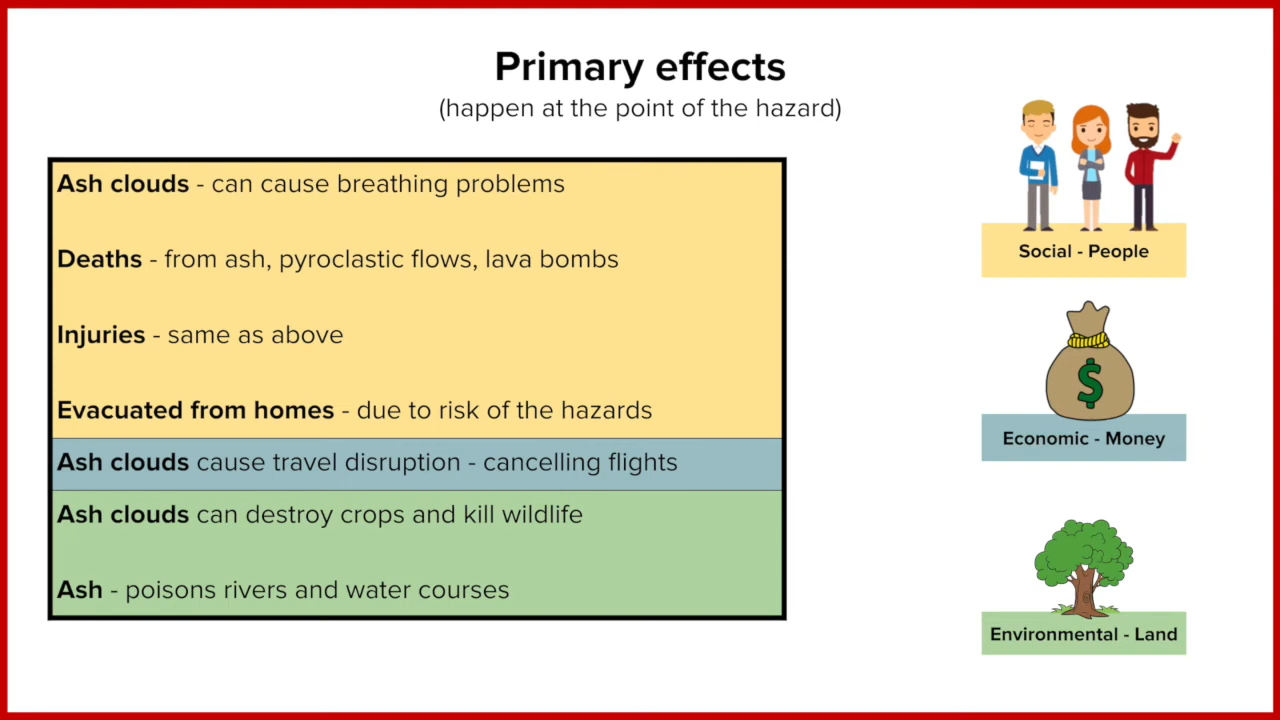 Primary effects
(happen at the point of the hazard)
Ash clouds - can cause breathing problems
Deaths - from ash, pyroclastic flows, lava bombs
Injuries - same as above
Evacuated from homes - due to risk of the hazards
Ash clouds cause travel disruption - cancelling flights
Ash clouds can destroy crops and kill wildlife
Ash - poisons rivers and water courses
Social - People
$
Economic - Money
Environmental - Land